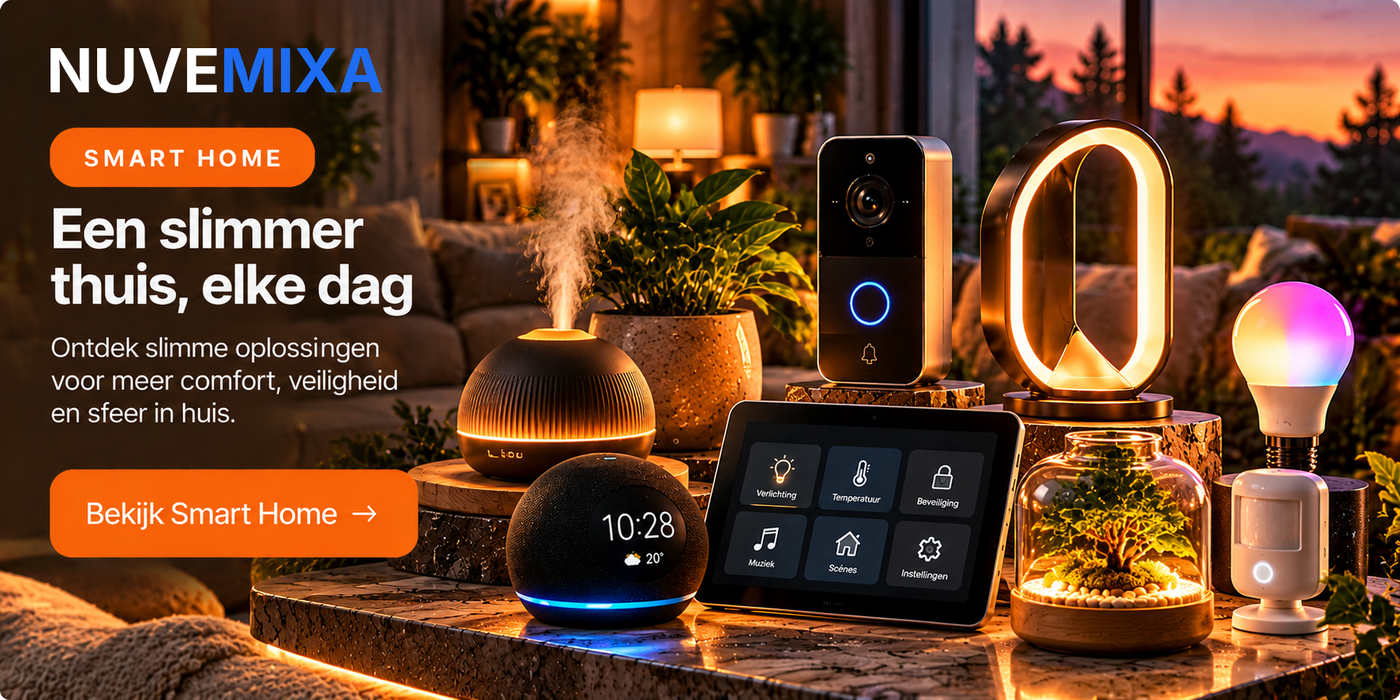 NUVEMIXA
SMART HOME
Een slimmer
thuis, elke dag
Ontdek slimme oplossingen
voor meer comfort, veiligheid
en sfeer in huis.
Bekijk Smart Home →
10:28
20°
Verlichting
Temperatuur
Beveiliging
Muziek
Scénes
Instellingen